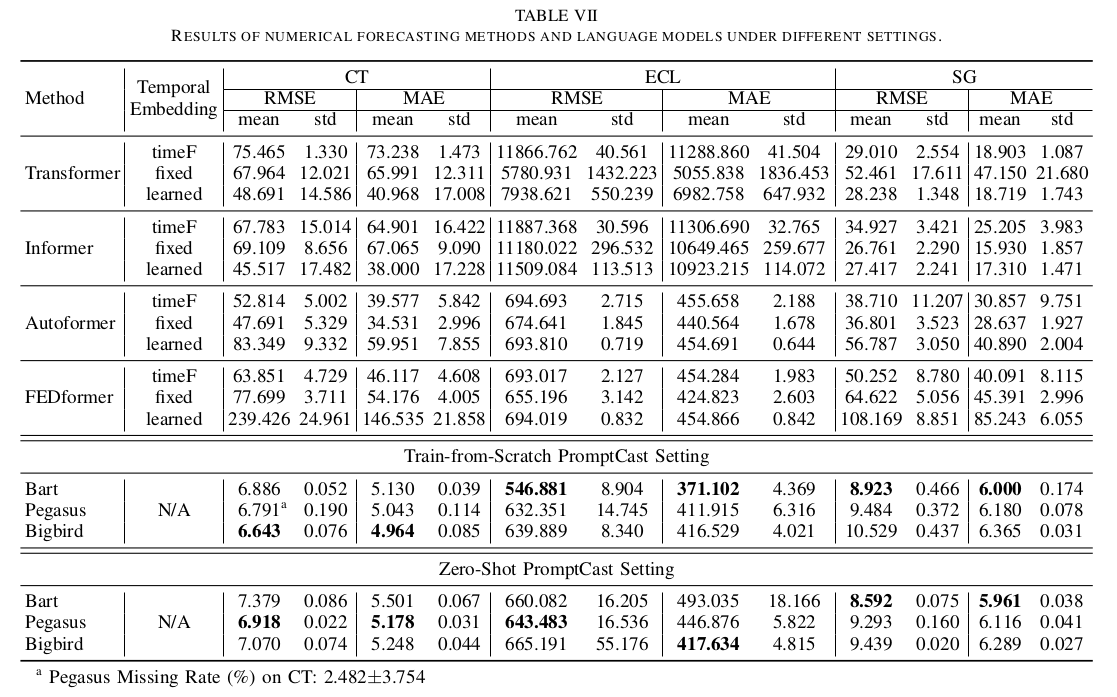 TABLE VII
RESULTS OF NUMERICAL FORECASTING METHODS AND LANGUAGE MODELS UNDER DIFFERENT SETTINGS.
Method Temporal Embedding CT ECL SG
RMSE MAE RMSE MAE RMSE MAE
mean std mean std mean std mean std mean std mean std
timeF 75.465 1.330 73.238 1.473 11866.762 40.561 11288.860 41.504 29.010 2.554 18.903 1.087
Transformer fixed 67.964 12.021 65.991 12.311 5780.931 1432.223 5055.838 1836.453 52.461 17.611 47.150 21.680
learned 48.691 14.586 40.968 17.008 7938.621 550.239 6982.758 647.932 28.238 1.348 18.719 1.743
timeF 67.783 15.014 64.901 16.422 11887.368 30.596 11306.690 32.765 34.927 3.421 25.205 3.983
Informer fixed 69.109 8.656 67.065 9.090 11180.022 296.532 10649.465 259.677 26.761 2.290 15.930 1.857
learned 45.517 17.482 38.000 17.228 11509.084 113.513 10923.215 114.072 27.417 2.241 17.310 1.471
timeF 52.814 5.002 39.577 5.842 694.693 2.715 455.658 2.188 38.710 11.207 30.857 9.751
Autoformer fixed 47.691 5.329 34.531 2.996 674.641 1.845 440.564 1.678 36.801 3.523 28.637 1.927
learned 83.349 9.332 59.951 7.855 693.810 0.719 454.691 0.644 56.787 3.050 40.890 2.004
timeF 63.851 4.729 46.117 4.608 693.017 2.127 454.284 1.983 50.252 8.780 40.091 8.115
FEDformer fixed 77.699 3.711 54.176 4.005 655.196 3.142 424.823 2.603 64.622 5.056 45.391 2.996
learned 239.426 24.961 146.535 21.858 694.019 0.832 454.866 0.842 108.169 8.851 85.243 6.055
Train-from-Scratch PromptCast Setting
Bart 6.886 0.052 5.130 0.039 546.881 8.904 371.102 4.369 8.923 0.466 6.000 0.174
Pegasus N/A 6.791a 0.190 5.043 0.114 632.351 14.745 411.915 6.316 9.484 0.372 6.180 0.078
Bigbird 6.643 0.076 4.964 0.085 639.889 8.340 416.529 4.021 10.529 0.437 6.365 0.031
Zero-Shot PromptCast Setting
Bart 7.379 0.086 5.501 0.067 660.082 16.205 493.035 18.166 8.592 0.075 5.961 0.038
Pegasus N/A 6.918 0.022 5.178 0.031 643.483 16.536 446.876 5.822 9.293 0.160 6.116 0.041
Bigbird 7.070 0.074 5.248 0.044 665.191 55.176 417.634 4.815 9.439 0.020 6.289 0.027
a Pegasus Missing Rate (%) on CT: 2.482±3.754